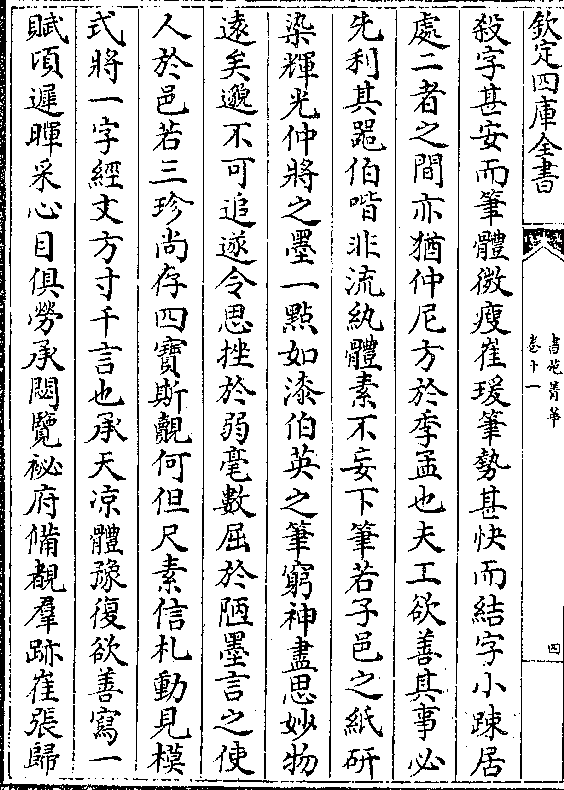 欽定四庫全書
書苑菁華
卷十一
四
殺字甚安而筆體微瘦崔瑗筆勢甚快而結字小踈居
處二者之間亦猶仲尼方於季孟也夫工欲善其事必
先利其噐伯喈非流紈體素不妄下筆若子邑之紙研
染輝光仲將之墨一點如漆伯英之筆窮神盡思妙物
遠矣邈不可追遂令思挫於弱毫數屈於陋墨言之使
人於邑若三珍尚存四寳斯覿何但尺素信札動見模
式將一字徑丈方寸千言也承天凉體豫復欲善寫一
賦頃遲暉采心目俱勞承閱覽祕府備覩羣跡崔張歸